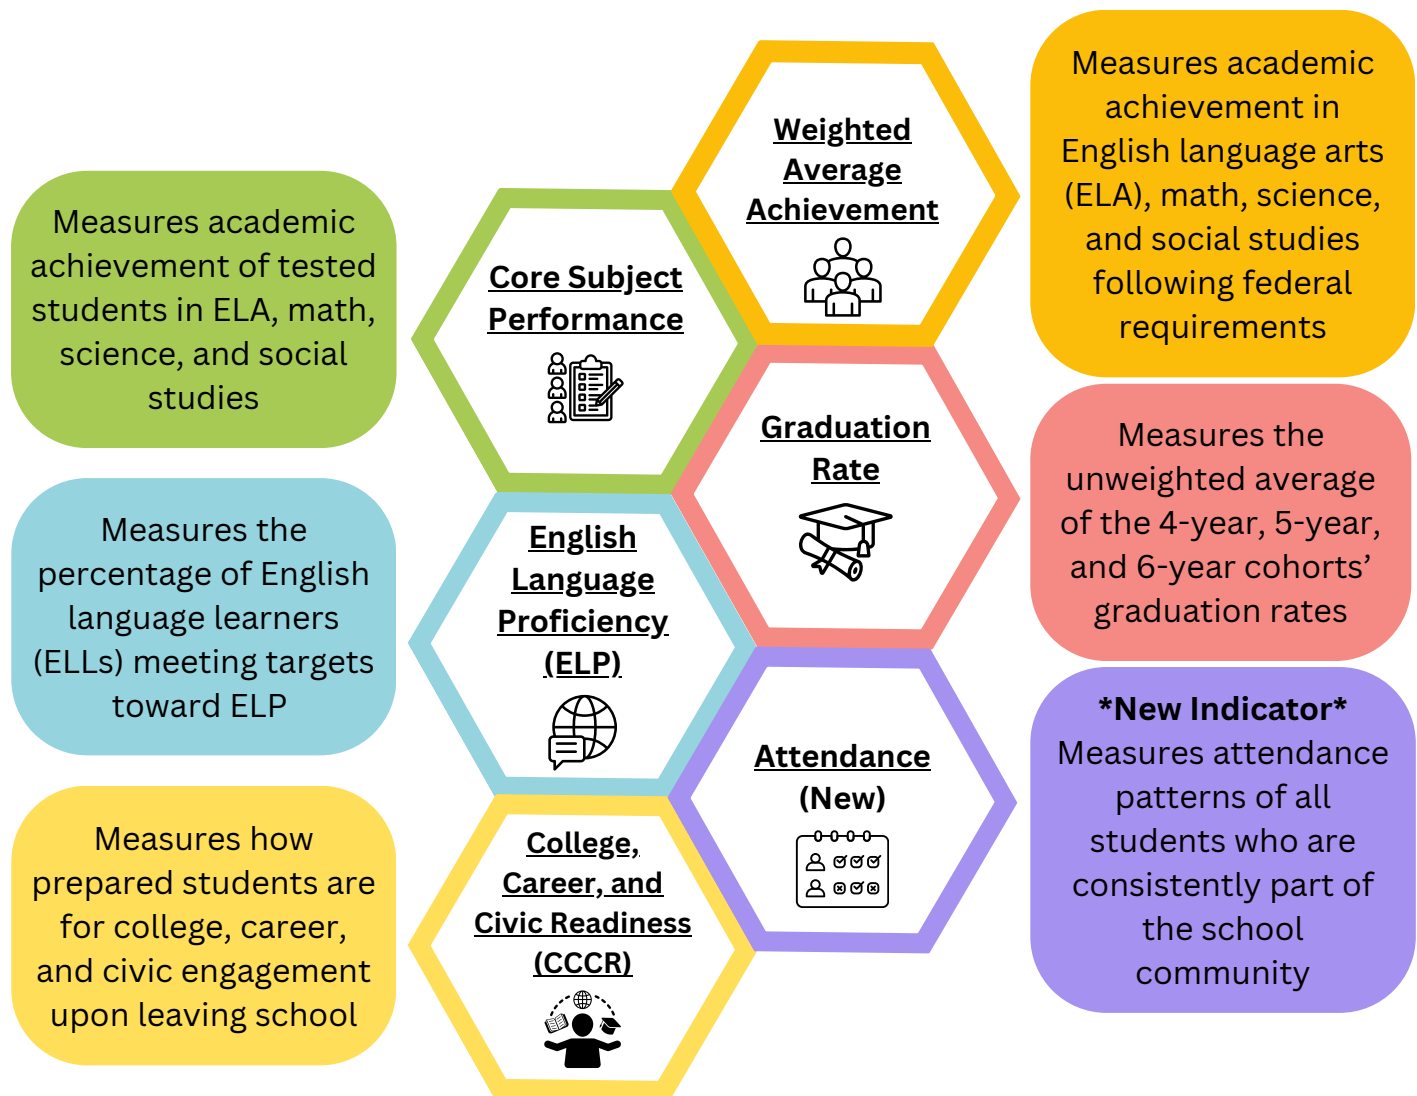 Weighted
Average
Achievement
Measures academic
achievement in
English language arts
(ELA), math, science,
and social studies
following federal
requirements
Measures academic
achievement of tested
students in ELA, math,
science, and social
studies
Core Subject
Performance
Graduation
Rate
Measures the
unweighted average
of the 4-year, 5-year,
and 6-year cohorts’
graduation rates
Measures the
percentage of English
language learners
(ELLs) meeting targets
toward ELP
English
Language
Proficiency
(ELP)
Attendance
(New)
*New Indicator*
Measures attendance
patterns of all
students who are
consistently part of
the school
community
Measures how
prepared students are
for college, career,
and civic engagement
upon leaving school
College,
Career, and
Civic Readiness
(CCCR)